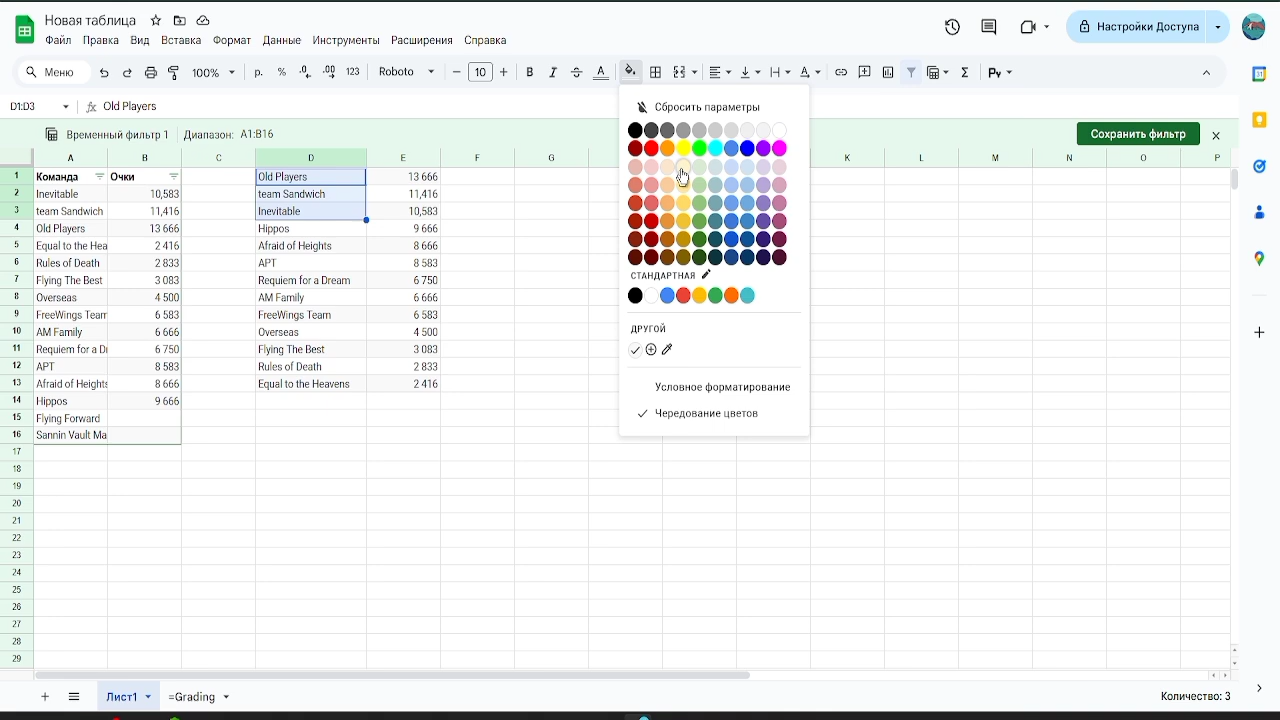 Новая таблица
Файл Правка Вид Вставка Формат Данные Инструменты Расширения Справка
Настройки Доступа
Меню 100% р. % .0 .00 123 Roboto 10 B I A
D1:D3 fx Old Players
Временный фильтр 1 Диапазон: A1:B16 Сохранить фильтр
A B C D E F G K L M N O P
1 Команда Очки Old Players 13 666
2 Inevitable 10,583 team Sandwich 11,416
3 team Sandwich 11,416 Inevitable 10,583
4 Old Players 13 666 Hippos 9 666
5 Equal to the Hea 2 416 Afraid of Heights 8 666
6 Rules of Death 2 833 APT 8 583
7 Flying The Best 3 083 Requiem for a Dream 6 750
8 Overseas 4 500 AM Family 6 666
9 FreeWings Team 6 583 FreeWings Team 6 583
10 AM Family 6 666 Overseas 4 500
11 Requiem for a D 6 750 Flying The Best 3 083
12 APT 8 583 Rules of Death 2 833
13 Afraid of Heights 8 666 Equal to the Heavens 2 416
14 Hippos 9 666
15 Flying Forward
16 Sannin Vault Ma
17
18
19
20
21
22
23
24
25
26
27
28
29
Сбросить параметры
СТАНДАРТНАЯ
ДРУГОЙ
Условное форматирование
Чередование цветов
Лист1 =Grading Количество: 3